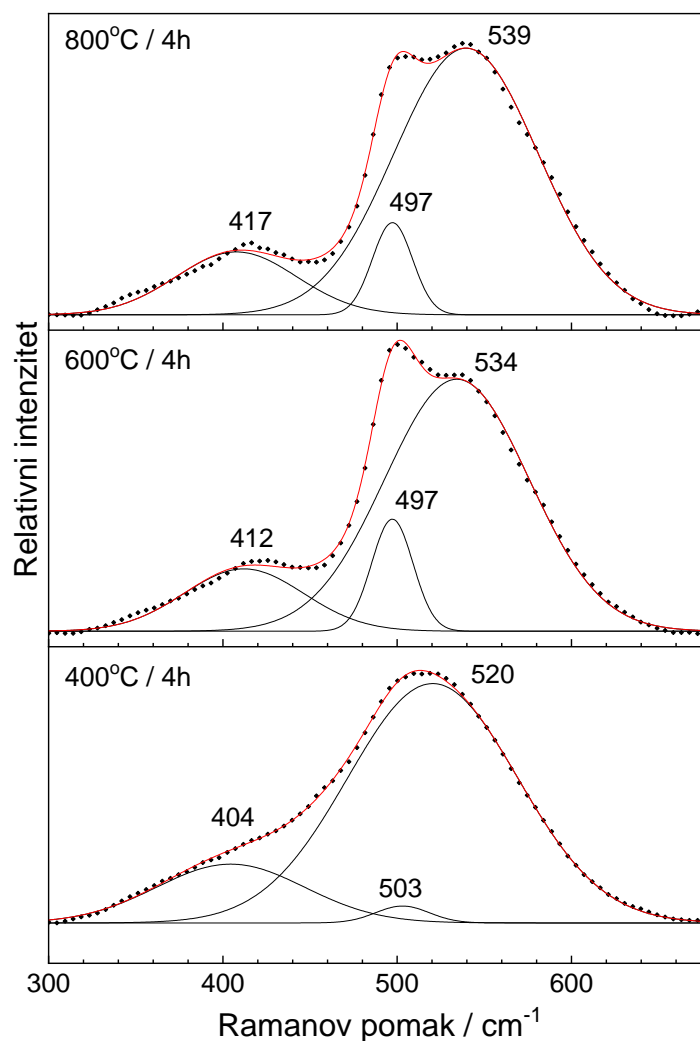 800°C / 4h
539
417
497
600°C / 4h
534
497
412
400°C / 4h
520
404
503
300
400
500
600
Relativni intenzitet
Ramanov pomak / cm⁻¹